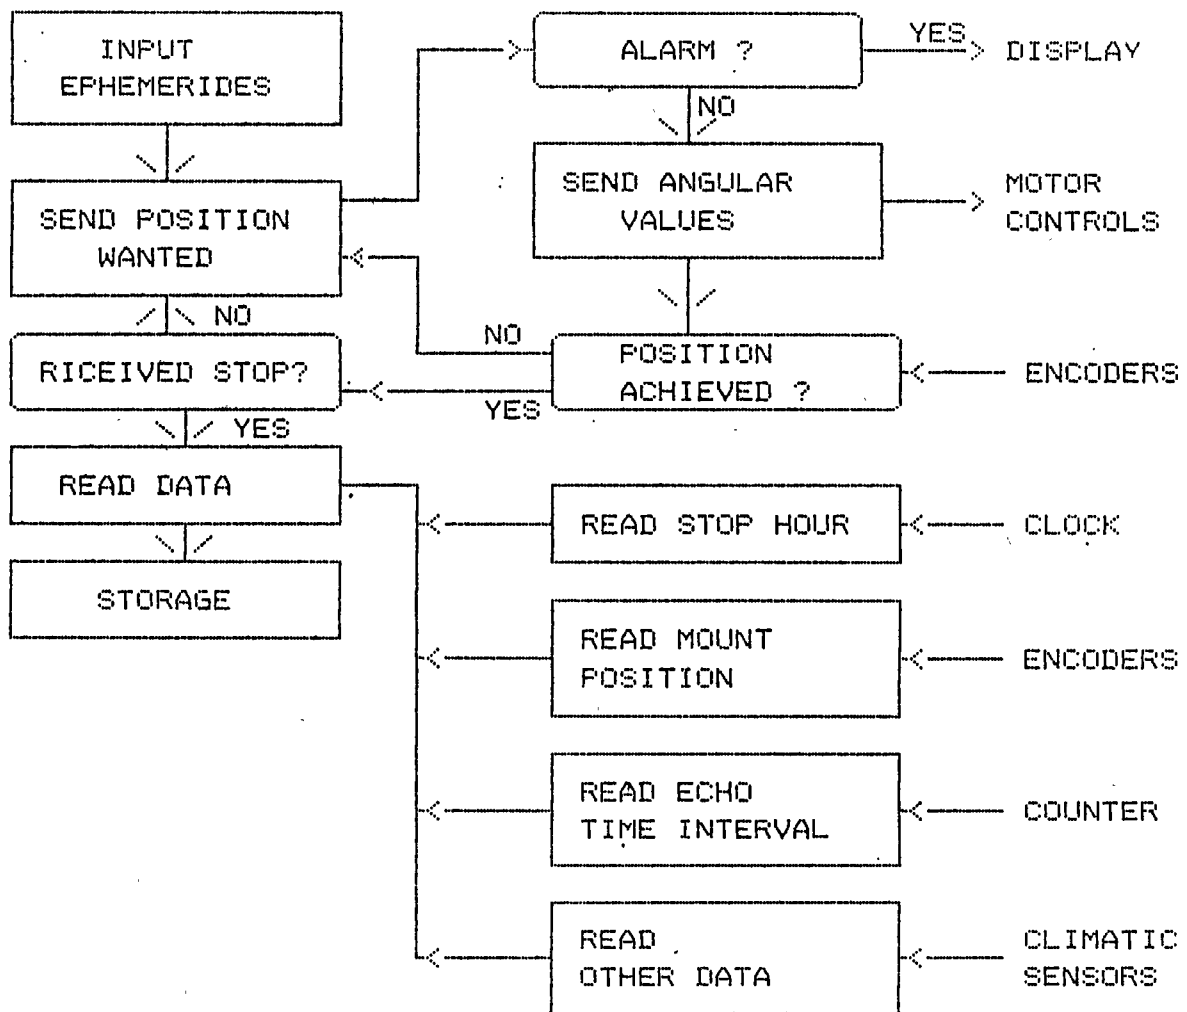 INPUT
EPHEMERIDES
ALARM ?
YES
DISPLAY
NO
SEND POSITION
WANTED
SEND ANGULAR
VALUES
MOTOR
CONTROLS
NO
RICEIVED STOP?
NO
YES
POSITION
ACHIEVED ?
ENCODERS
YES
READ DATA
READ STOP HOUR
CLOCK
STORAGE
READ MOUNT
POSITION
ENCODERS
READ ECHO
TIME INTERVAL
COUNTER
READ
OTHER DATA
CLIMATIC
SENSORS